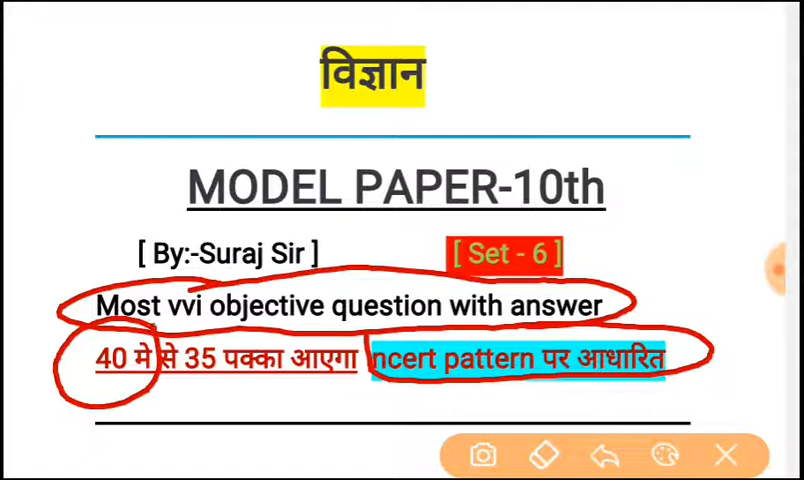 विज्ञान
MODEL PAPER-10th
[ By:-Suraj Sir ] [ Set - 6 ]
Most vvi objective question with answer
40 मे से 35 पक्का आएगा ncert pattern पर आधारित